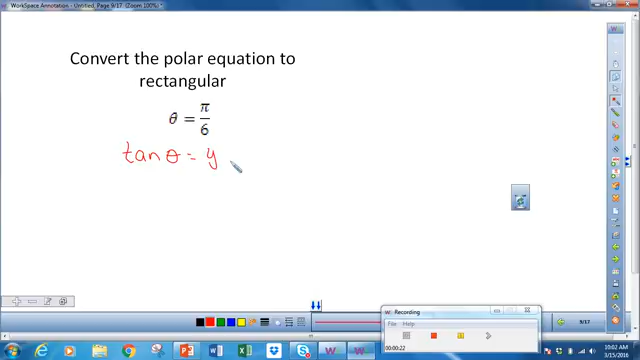 WorkSpace Annotation - Untitled, Page 9/17 (Zoom 100%)
Convert the polar equation to
rectangular
θ = π/6
tan θ = y
9/17
Recording
File Help
00:00:22
10:02 AM
3/15/2016